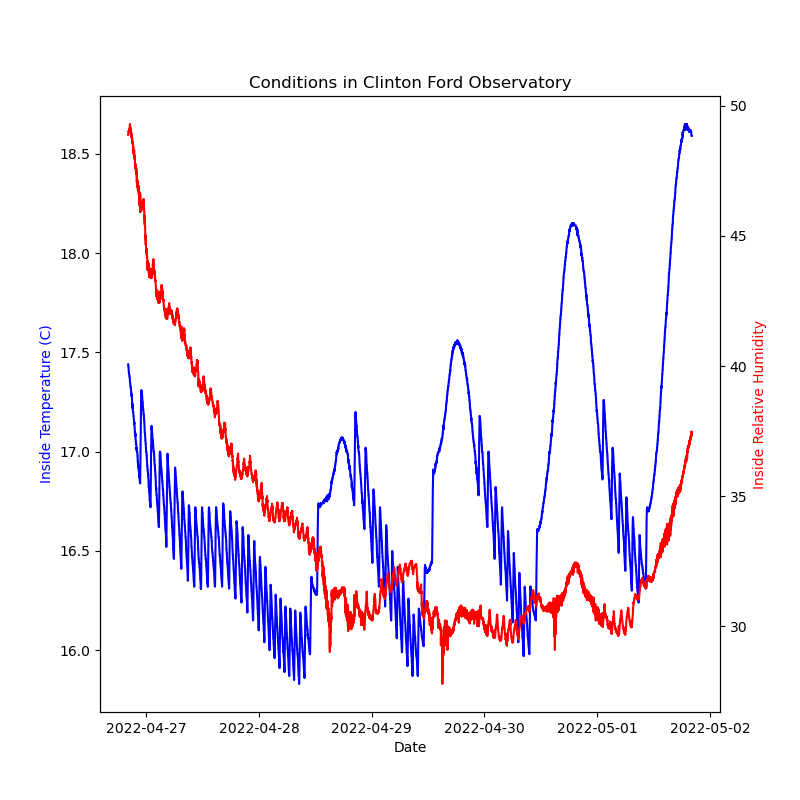 Conditions in Clinton Ford Observatory
Inside Temperature (C)
18.5
18.0
17.5
17.0
16.5
16.0
50
45
40
35
30
Inside Relative Humidity
2022-04-27 2022-04-28 2022-04-29 2022-04-30 2022-05-01 2022-05-02
Date